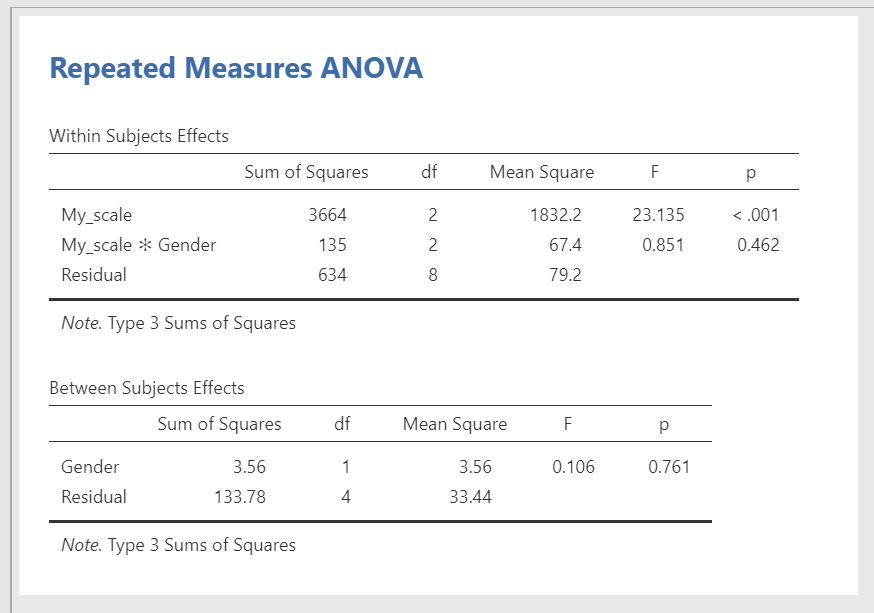 Repeated Measures ANOVA
Within Subjects Effects
Sum of Squares df Mean Square F p
My_scale 3664 2 1832.2 23.135 < .001
My_scale ✻ Gender 135 2 67.4 0.851 0.462
Residual 634 8 79.2
Note. Type 3 Sums of Squares
Between Subjects Effects
Sum of Squares df Mean Square F p
Gender 3.56 1 3.56 0.106 0.761
Residual 133.78 4 33.44
Note. Type 3 Sums of Squares